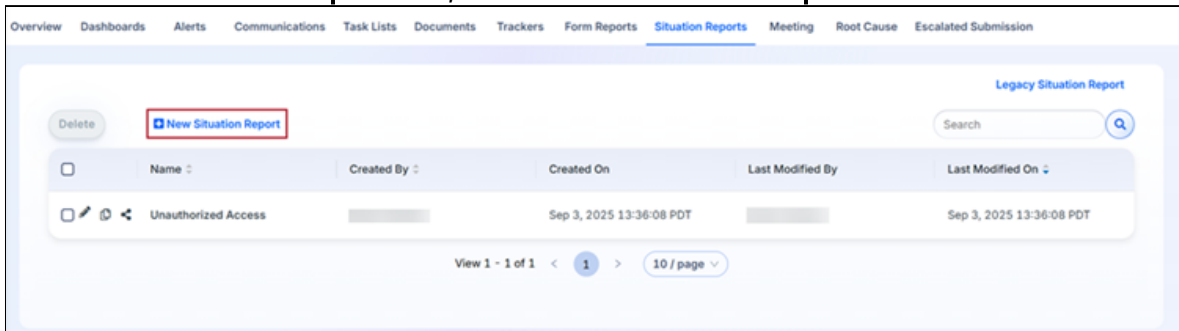 Overview Dashboards Alerts Communications Task Lists Documents Trackers Form Reports Situation Reports Meeting Root Cause Escalated Submission
Legacy Situation Report
Delete New Situation Report Search
Name Created By Created On Last Modified By Last Modified On
Unauthorized Access Sep 3, 2025 13:36:08 PDT Sep 3, 2025 13:36:08 PDT
View 1 - 1 of 1 < 1 > 10 / page